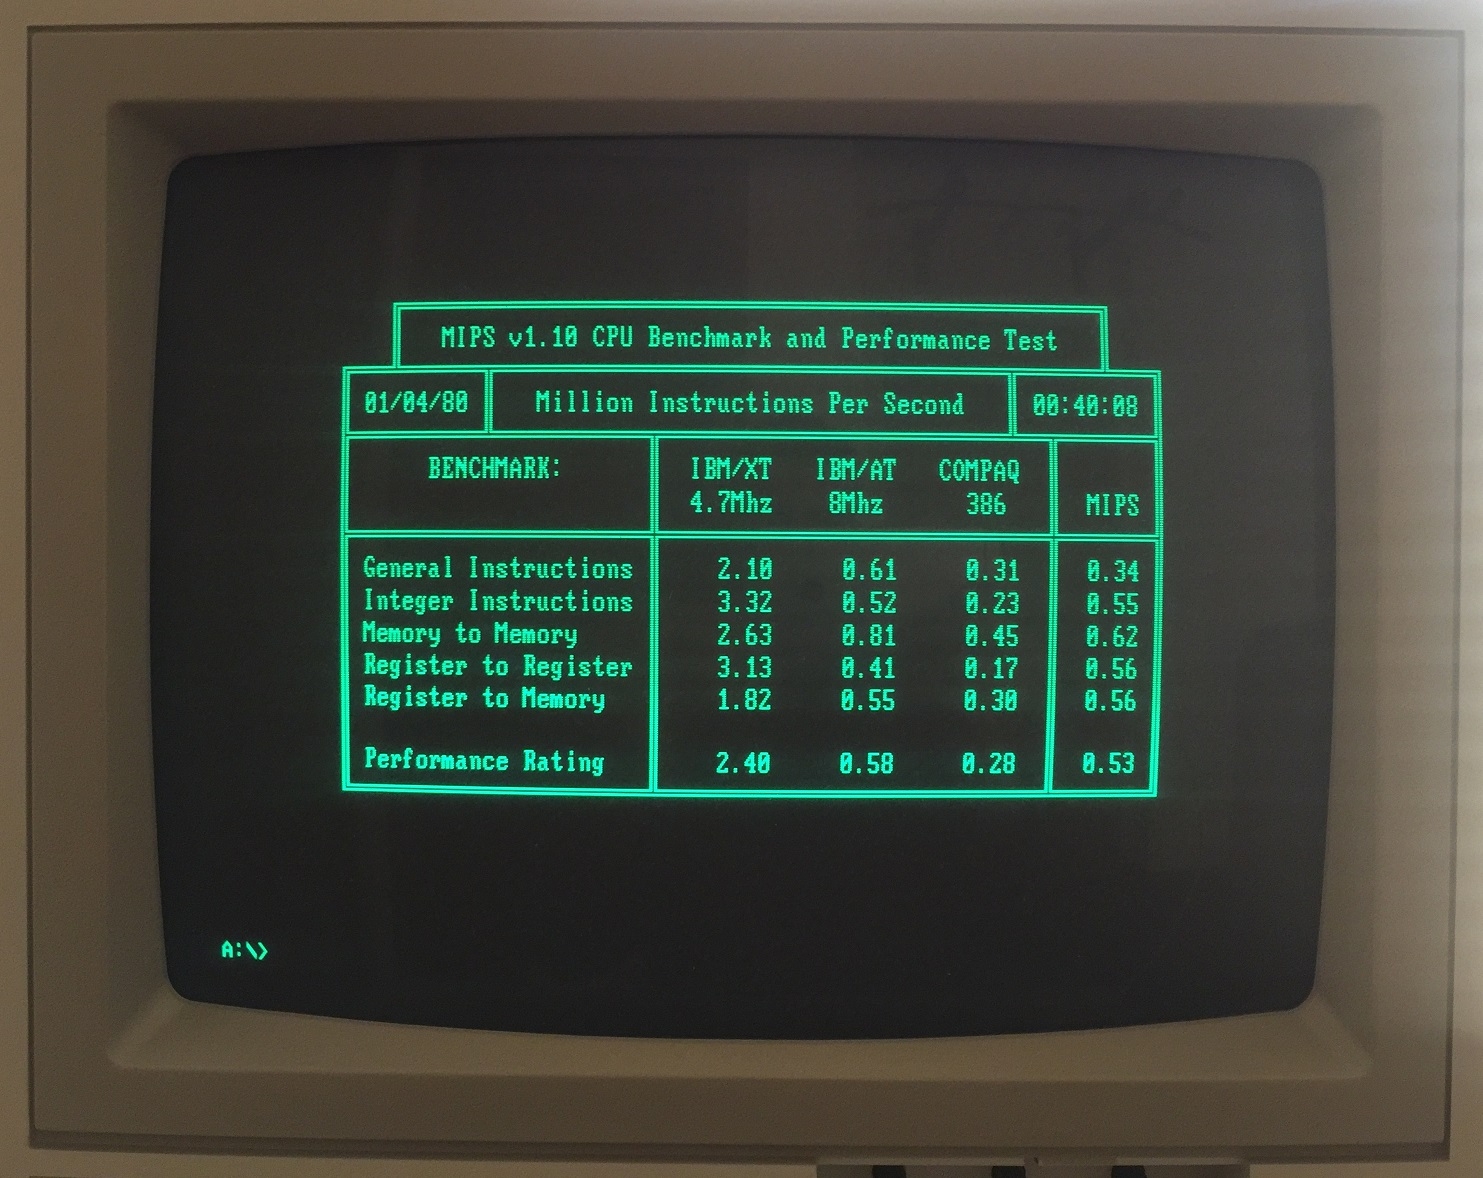 MIPS v1.10 CPU Benchmark and Performance Test
01/04/80 Million Instructions Per Second 00:40:08
BENCHMARK: IBM/XT IBM/AT COMPAQ
4.7Mhz 8Mhz 386 MIPS
General Instructions 2.10 0.61 0.31 0.34
Integer Instructions 3.32 0.52 0.23 0.55
Memory to Memory 2.63 0.81 0.45 0.62
Register to Register 3.13 0.41 0.17 0.56
Register to Memory 1.82 0.55 0.30 0.56
Performance Rating 2.40 0.58 0.28 0.53
A:\>